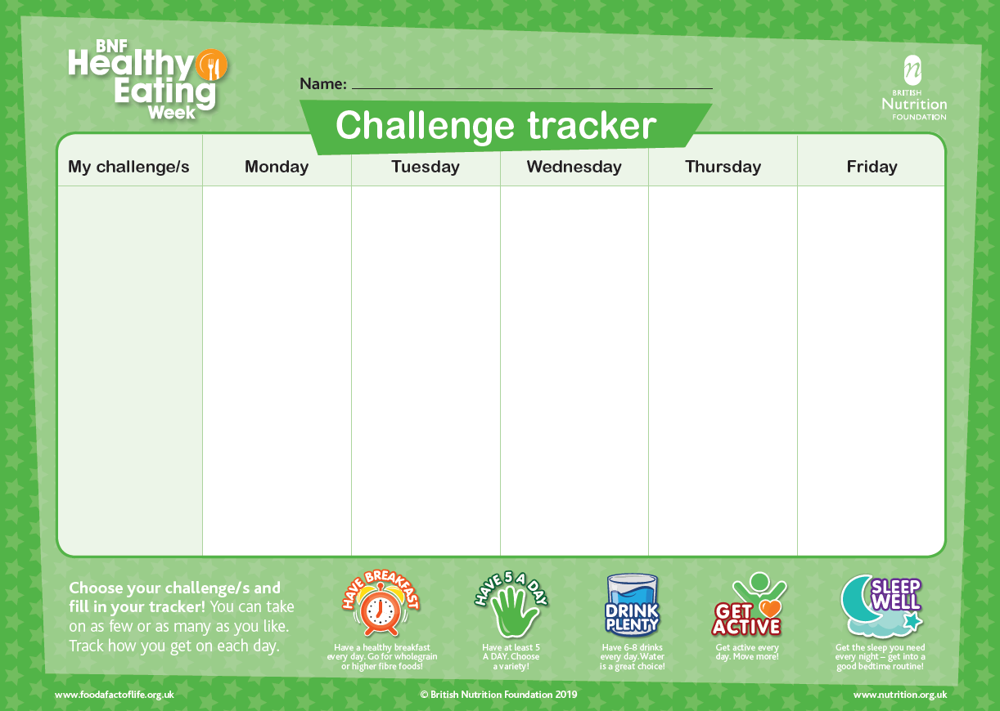 BNF
Healthy
Eating
Week
Name:
BRITISH
Nutrition
FOUNDATION
Challenge tracker
My challenge/s Monday Tuesday Wednesday Thursday Friday
Choose your challenge/s and
fill in your tracker! You can take
on as few or as many as you like.
Track how you get on each day.
HAVE BREAKFAST
Have a healthy breakfast
every day. Go for wholegrain
or higher fibre foods!
HAVE 5 A DAY
Have at least 5
A DAY. Choose
a variety!
DRINK
PLENTY
Have 6-8 drinks
every day. Water
is a great choice!
GET
ACTIVE
Get active every
day. Move more!
SLEEP
WELL
Get the sleep you need
every night – get into a
good bedtime routine!
www.foodafactoflife.org.uk
© British Nutrition Foundation 2019
www.nutrition.org.uk